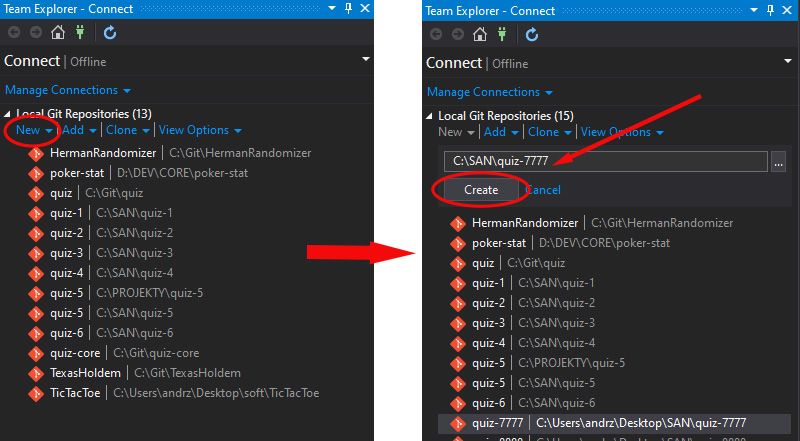 Team Explorer - Connect
Connect | Offline
Manage Connections
Local Git Repositories (13)
New | Add | Clone | View Options
HermanRandomizer | C:\Git\HermanRandomizer
poker-stat | D:\DEV\CORE\poker-stat
quiz | C:\Git\quiz
quiz-1 | C:\SAN\quiz-1
quiz-2 | C:\SAN\quiz-2
quiz-3 | C:\SAN\quiz-3
quiz-4 | C:\SAN\quiz-4
quiz-5 | C:\PROJEKTY\quiz-5
quiz-5 | C:\SAN\quiz-5
quiz-6 | C:\SAN\quiz-6
quiz-core | C:\Git\quiz-core
TexasHoldem | C:\Git\TexasHoldem
TicTacToe | C:\Users\andrz\Desktop\soft\TicTacToe
Team Explorer - Connect
Connect | Offline
Manage Connections
Local Git Repositories (15)
New | Add | Clone | View Options
C:\SAN\quiz-7777 ...
Create Cancel
HermanRandomizer | C:\Git\HermanRandomizer
poker-stat | D:\DEV\CORE\poker-stat
quiz | C:\Git\quiz
quiz-1 | C:\SAN\quiz-1
quiz-2 | C:\SAN\quiz-2
quiz-3 | C:\SAN\quiz-3
quiz-4 | C:\SAN\quiz-4
quiz-5 | C:\PROJEKTY\quiz-5
quiz-5 | C:\SAN\quiz-5
quiz-6 | C:\SAN\quiz-6
quiz-7777 | C:\Users\andrz\Desktop\SAN\quiz-7777